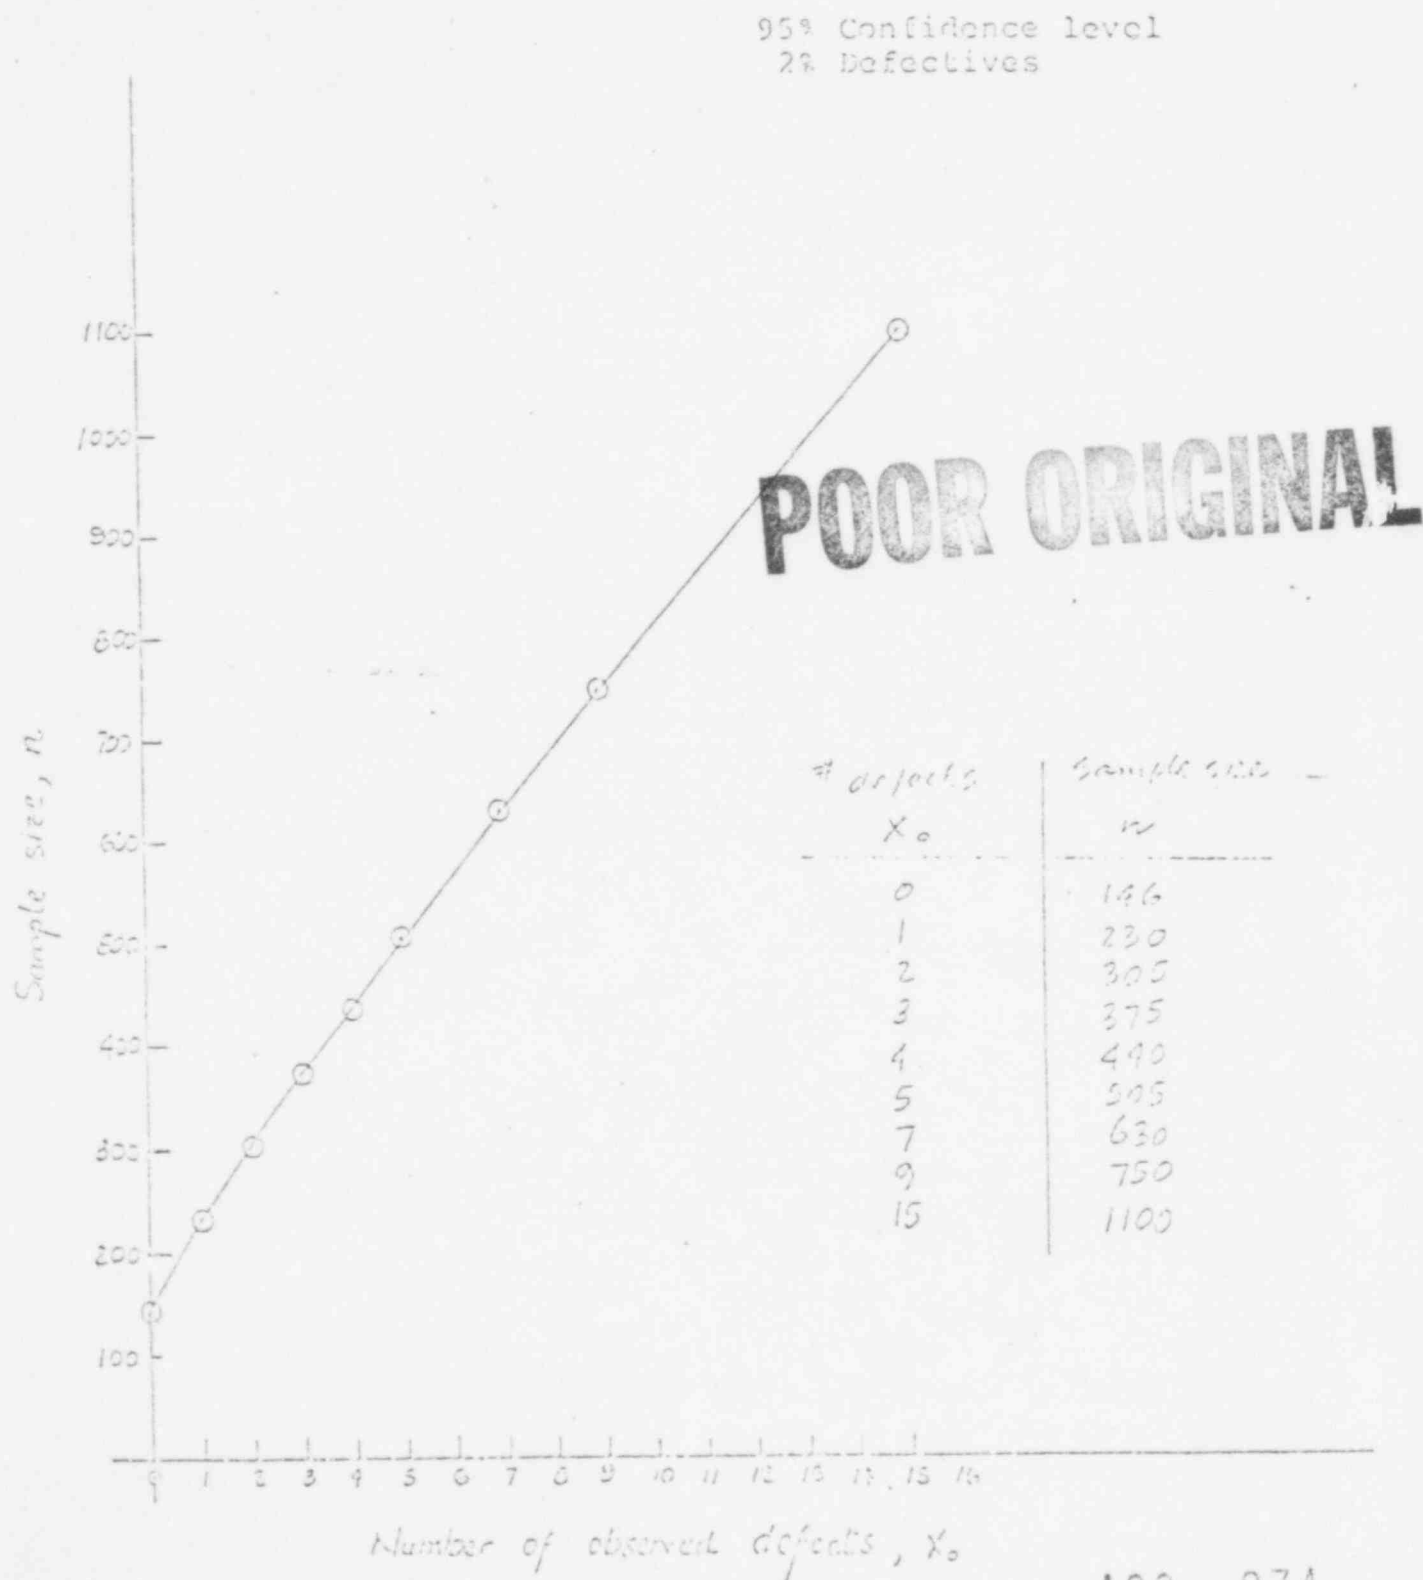 95% Confidence level
2% Defectives
1100
1000
900
800
700
600
500
400
300
200
100
Sample size, n
POOR ORIGINAL
# defects | sample size
X₀ | n
0 | 146
1 | 230
2 | 305
3 | 375
4 | 440
5 | 505
7 | 630
9 | 750
15 | 1100
0 1 2 3 4 5 6 7 8 9 10 11 12 13 14 15 16
Number of observed defects, X₀